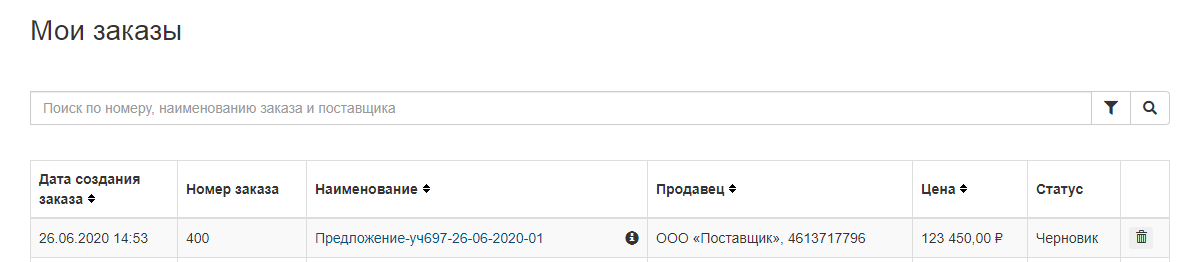 Мои заказы
Поиск по номеру, наименованию заказа и поставщика
Дата создания заказа Номер заказа Наименование Продавец Цена Статус
26.06.2020 14:53 400 Предложение-уч697-26-06-2020-01 ООО «Поставщик», 4613717796 123 450,00 ₽ Черновик